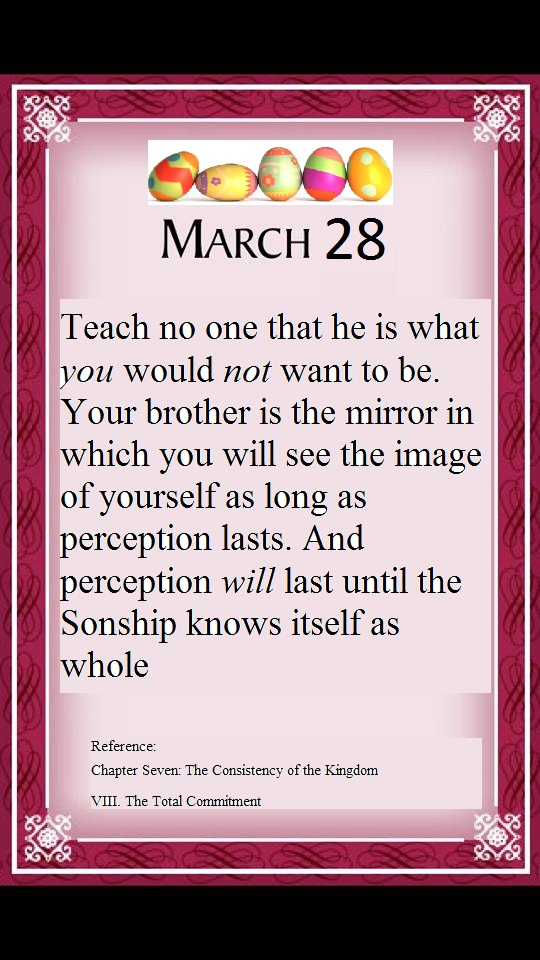 March 28
Teach no one that he is what
you would not want to be.
Your brother is the mirror in
which you will see the image
of yourself as long as
perception lasts. And
perception will last until the
Sonship knows itself as
whole
Reference:
Chapter Seven: The Consistency of the Kingdom
VIII. The Total Commitment